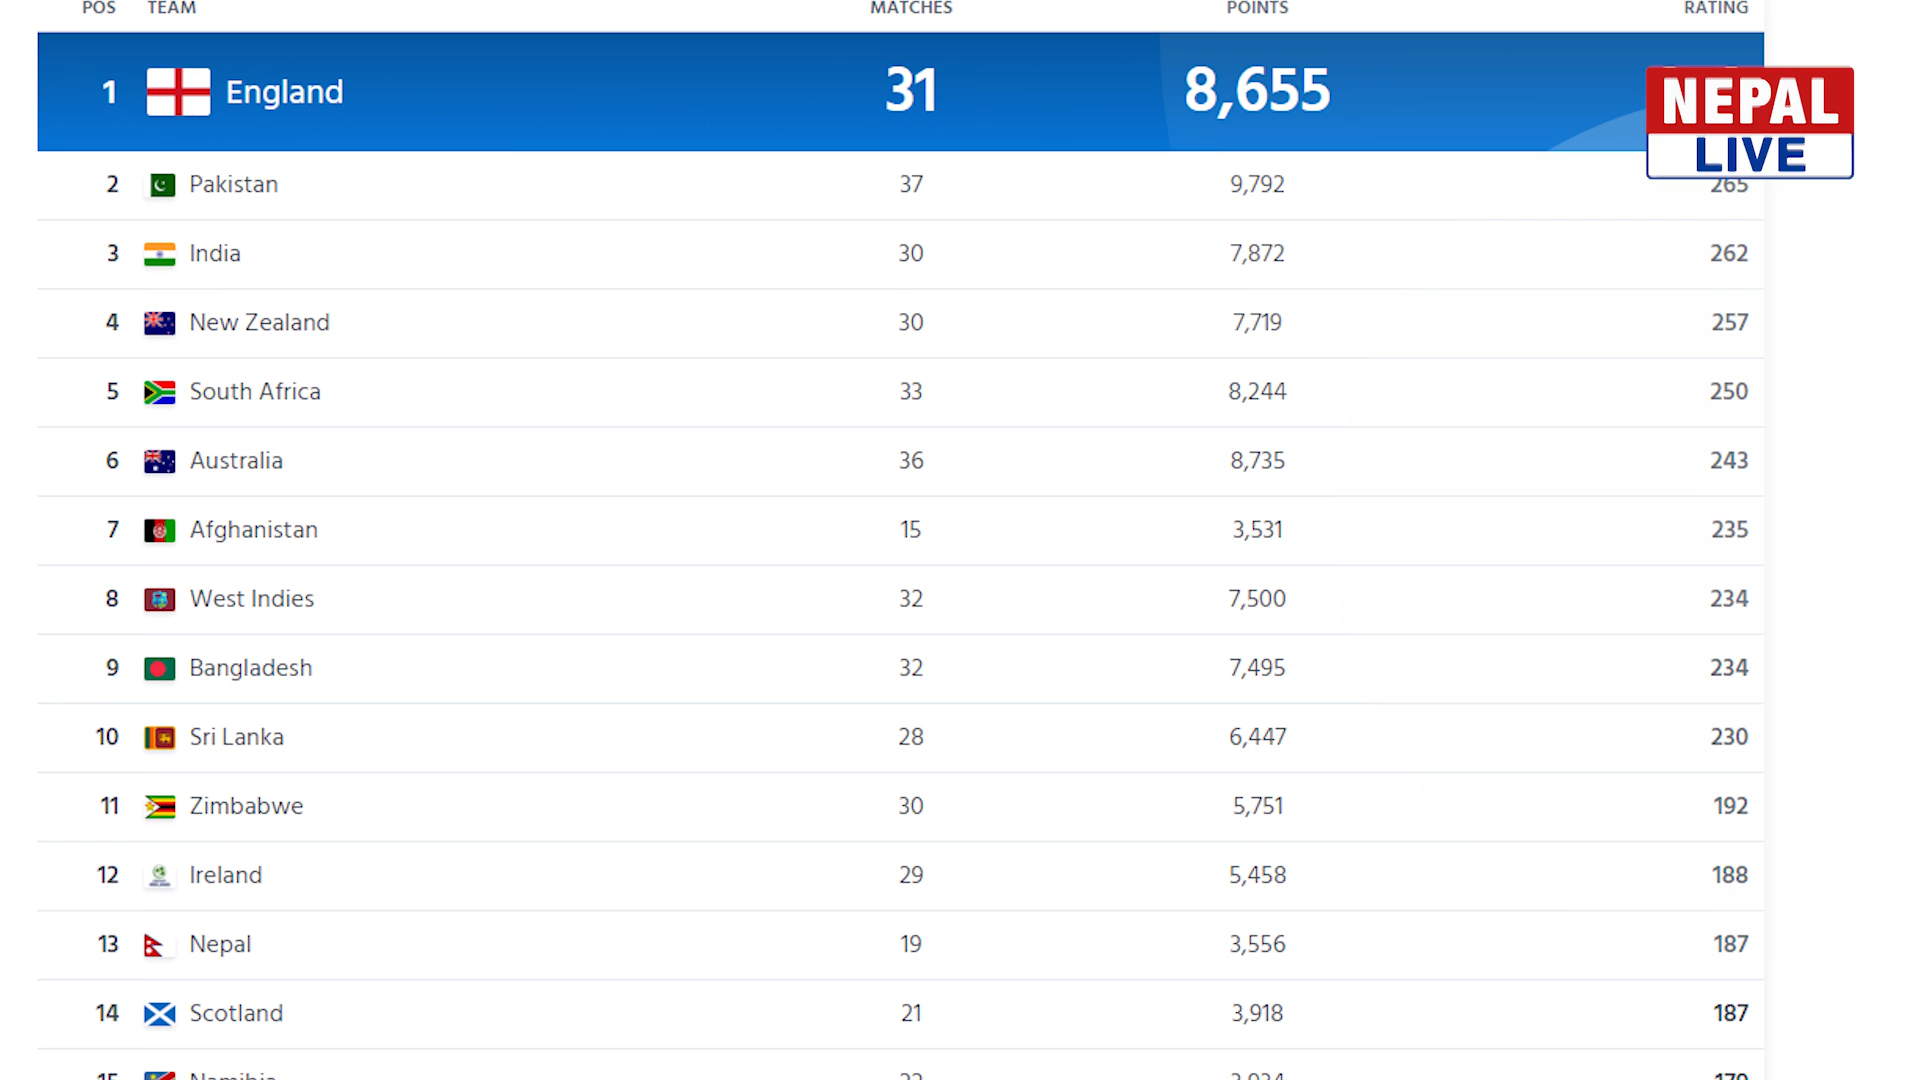 POS TEAM MATCHES POINTS RATING
1 England 31 8,655
NEPAL
LIVE
2 Pakistan 37 9,792 265
3 India 30 7,872 262
4 New Zealand 30 7,719 257
5 South Africa 33 8,244 250
6 Australia 36 8,735 243
7 Afghanistan 15 3,531 235
8 West Indies 32 7,500 234
9 Bangladesh 32 7,495 234
10 Sri Lanka 28 6,447 230
11 Zimbabwe 30 5,751 192
12 Ireland 29 5,458 188
13 Nepal 19 3,556 187
14 Scotland 21 3,918 187
15 Namibia